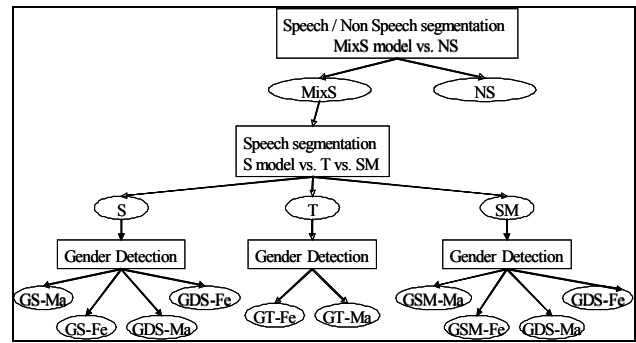 Speech / Non Speech segmentation
MixS model vs. NS
MixS
NS
Speech segmentation
S model vs. T vs. SM
S
T
SM
Gender Detection
Gender Detection
Gender Detection
GS-Ma
GDS-Fe
GS-Fe
GDS-Ma
GT-Fe
GT-Ma
GSM-Ma
GDS-Fe
GSM-Fe
GDS-Ma